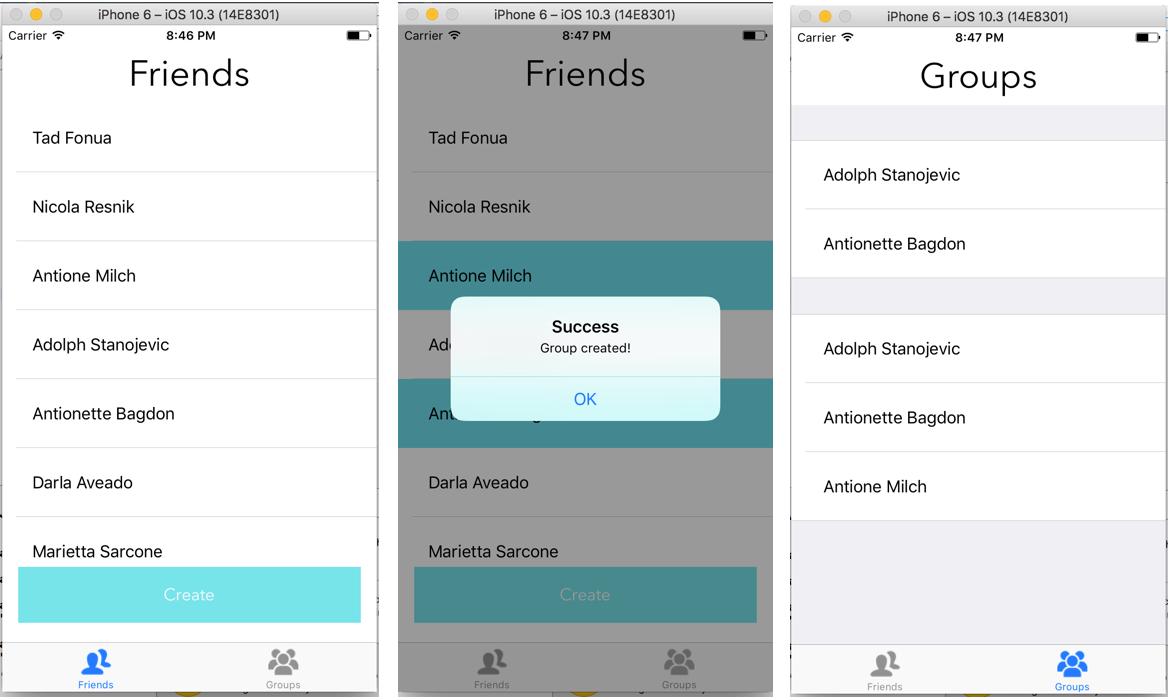 iPhone 6 – iOS 10.3 (14E8301)
Carrier 8:46 PM
Friends
Tad Fonua
Nicola Resnik
Antione Milch
Adolph Stanojevic
Antionette Bagdon
Darla Aveado
Marietta Sarcone
Create
Friends Groups
iPhone 6 – iOS 10.3 (14E8301)
Carrier 8:47 PM
Friends
Tad Fonua
Nicola Resnik
Antione Milch
Success
Group created!
OK
Darla Aveado
Marietta Sarcone
Create
Friends Groups
iPhone 6 – iOS 10.3 (14E8301)
Carrier 8:47 PM
Groups
Adolph Stanojevic
Antionette Bagdon
Adolph Stanojevic
Antionette Bagdon
Antione Milch
Friends Groups